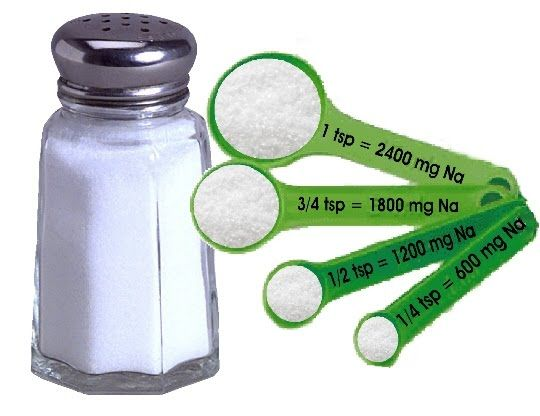 1 tsp = 2400 mg Na
3/4 tsp = 1800 mg Na
1/2 tsp = 1200 mg Na
1/4 tsp = 600 mg Na